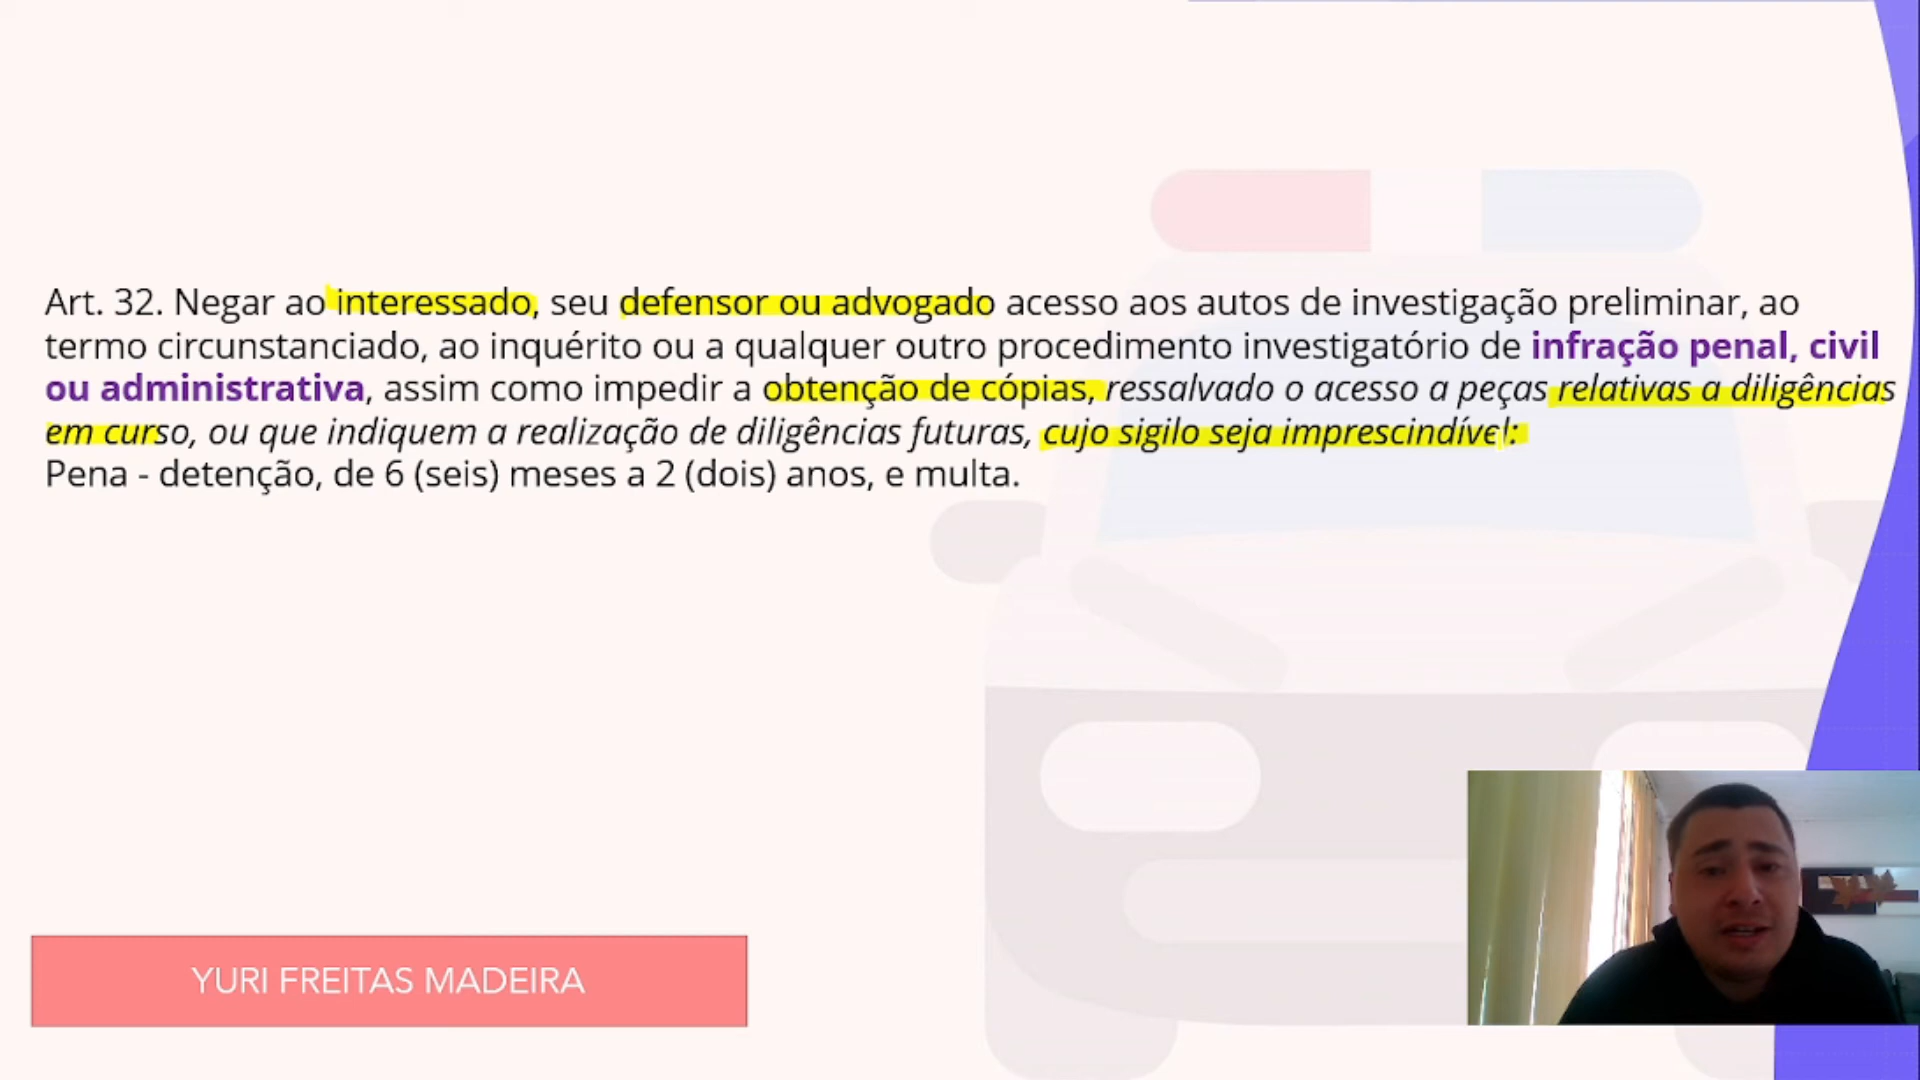 Art. 32. Negar ao interessado, seu defensor ou advogado acesso aos autos de investigação preliminar, ao
termo circunstanciado, ao inquérito ou a qualquer outro procedimento investigatório de infração penal, civil
ou administrativa, assim como impedir a obtenção de cópias, ressalvado o acesso a peças relativas a diligências
em curso, ou que indiquem a realização de diligências futuras, cujo sigilo seja imprescindível:
Pena - detenção, de 6 (seis) meses a 2 (dois) anos, e multa.
YURI FREITAS MADEIRA